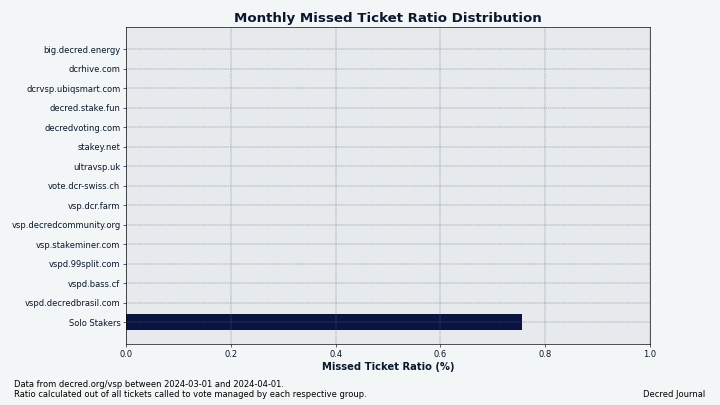 Monthly Missed Ticket Ratio Distribution
big.decred.energy
dcrhive.com
dcrvsp.ubiqsmart.com
decred.stake.fun
decredvoting.com
stakey.net
ultravsp.uk
vote.dcr-swiss.ch
vsp.dcr.farm
vsp.decredcommunity.org
vsp.stakeminer.com
vspd.99split.com
vspd.bass.cf
vspd.decredbrasil.com
Solo Stakers
0.0 0.2 0.4 0.6 0.8 1.0
Missed Ticket Ratio (%)
Data from decred.org/vsp between 2024-03-01 and 2024-04-01.
Ratio calculated out of all tickets called to vote managed by each respective group.
Decred Journal